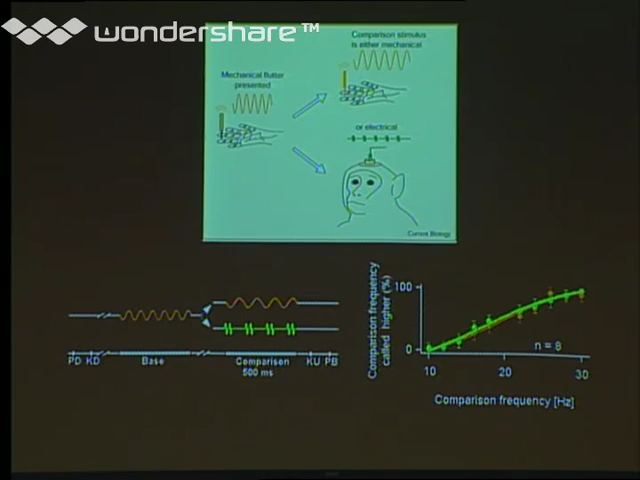 wondershare™
Comparison stimulus
is either mechanical
Mechanical flutter
presented
or electrical
Current Biology
PD KD Base Comparison KU PB
500 ms
Comparison frequency
called higher (%)
100
0
n = 8
10 20 30
Comparison frequency [Hz]